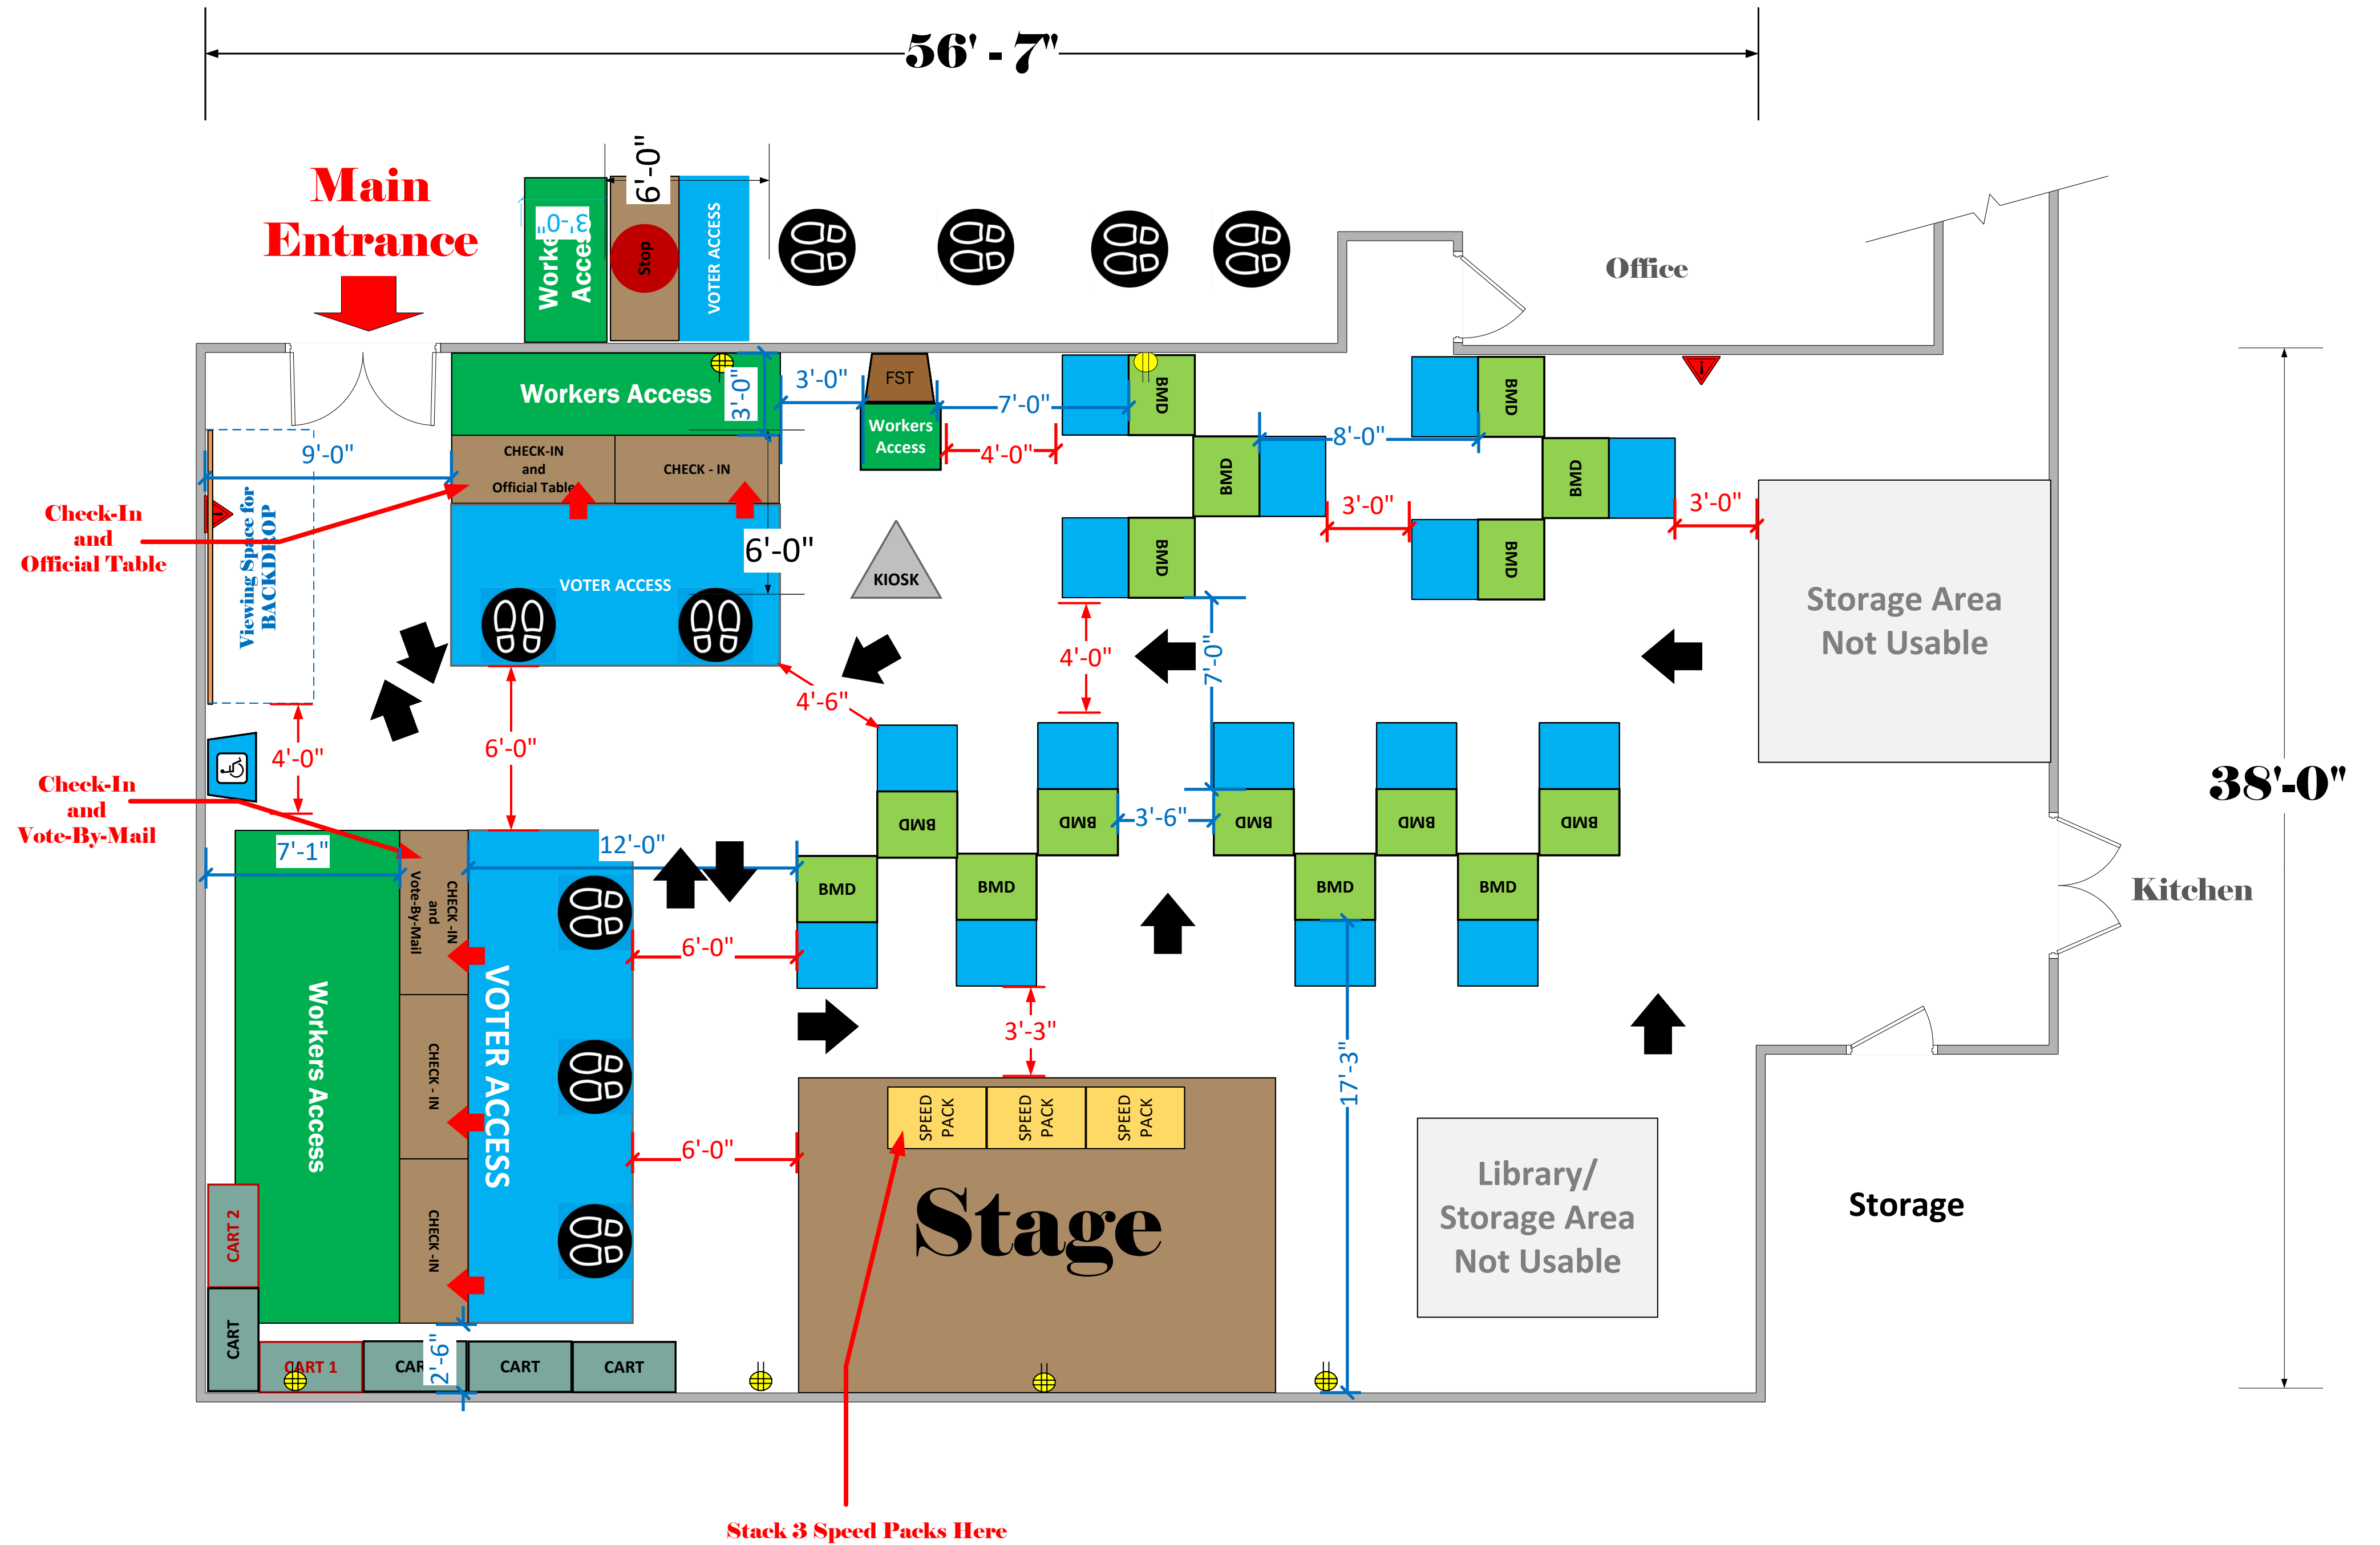 56' - 7"
Main
Entrance
Workers
Access
3'-0"
6'-0"
Stop
VOTER ACCESS
Office
Workers Access
3'-0"
3'-0"
FST
Workers
Access
7'-0"
4'-0"
BMD
BMD
BMD
8'-0"
BMD
BMD
BMD
3'-0"
3'-0"
9'-0"
CHECK-IN
and
Official Table
CHECK - IN
Viewing Space for
BACKDROP
Check-In
and
Official Table
VOTER ACCESS
6'-0"
KIOSK
Storage Area
Not Usable
4'-0"
7'-0"
4'-6"
6'-0"
4'-0"
38'-0"
Check-In
and
Vote-By-Mail
7'-1"
12'-0"
CHECK -IN
and
Vote-By-Mail
CHECK - IN
CHECK -IN
Workers Access
VOTER ACCESS
BMD
BMD
3'-6"
BMD
BMD
BMD
BMD
BMD
BMD
BMD
Kitchen
6'-0"
3'-3"
17'-3"
6'-0"
SPEED
PACK
SPEED
PACK
SPEED
PACK
Stage
Library/
Storage Area
Not Usable
Storage
CART 2
CART
CART 1
2'-6"
CART
CART
Stack 3 Speed Packs Here